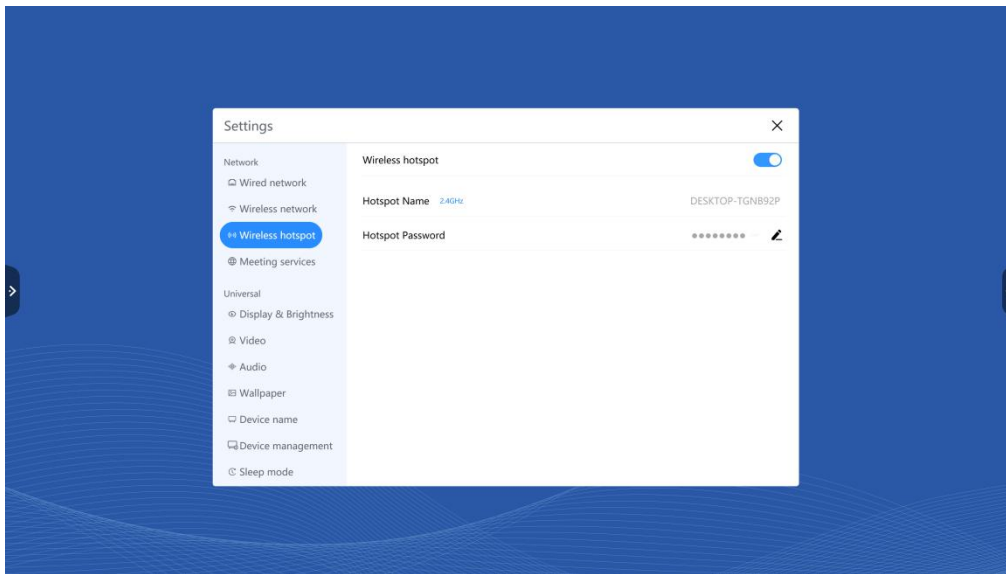 Settings
Network
Wired network
Wireless network
Wireless hotspot
Meeting services
Universal
Display & Brightness
Video
Audio
Wallpaper
Device name
Device management
Sleep mode
Wireless hotspot
Hotspot Name 2.4GHz DESKTOP-TGNB92P
Hotspot Password ●●●●●●●●